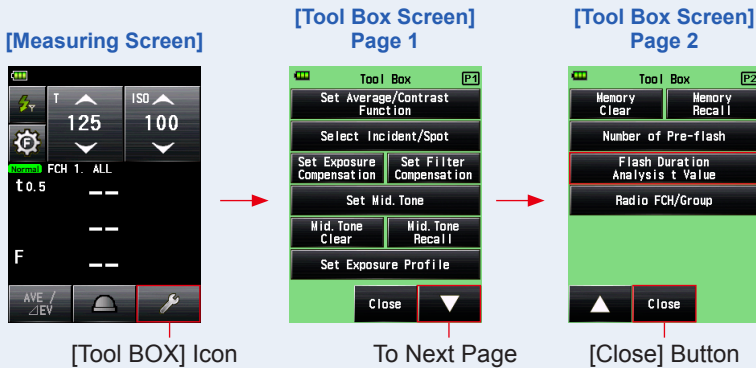 [Measuring Screen]
T
ISO
125
100
Normal FCH 1. ALL
t0.5
--
--
F
--
AVE /
⊿EV
[Tool BOX] Icon
[Tool Box Screen]
Page 1
Tool Box
P1
Set Average/Contrast
Function
Select Incident/Spot
Set Exposure
Compensation
Set Filter
Compensation
Set Mid. Tone
Mid. Tone
Clear
Mid. Tone
Recall
Set Exposure Profile
Close
To Next Page
[Tool Box Screen]
Page 2
Tool Box
P2
Memory
Clear
Memory
Recall
Number of Pre-flash
Flash Duration
Analysis t Value
Radio FCH/Group
Close
[Close] Button